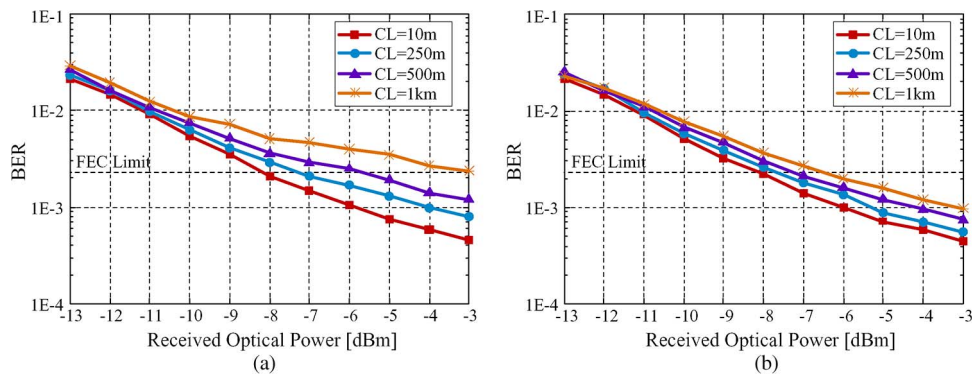 1E-1
1E-2
1E-3
1E-4
BER
FEC Limit
CL=10m
CL=250m
CL=500m
CL=1km
-13 -12 -11 -10 -9 -8 -7 -6 -5 -4 -3
Received Optical Power [dBm]
(a)
1E-1
1E-2
1E-3
1E-4
BER
FEC Limit
CL=10m
CL=250m
CL=500m
CL=1km
-13 -12 -11 -10 -9 -8 -7 -6 -5 -4 -3
Received Optical Power [dBm]
(b)